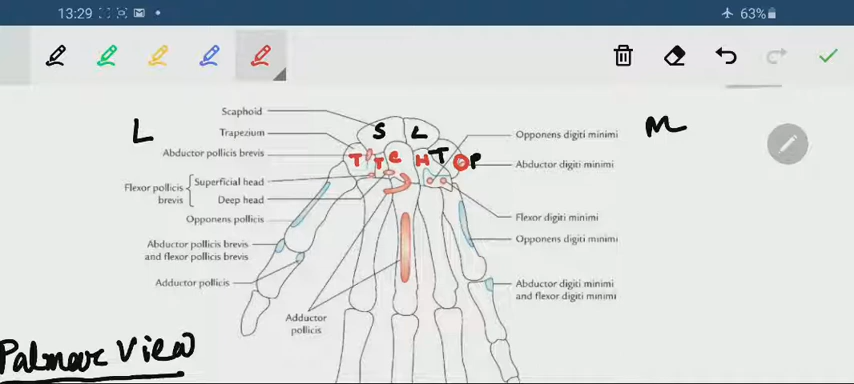 13:29
63%
L
M
Scaphoid
Trapezium
Abductor pollicis brevis
Flexor pollicis brevis
Superficial head
Deep head
Opponens pollicis
Abductor pollicis brevis
and flexor pollicis brevis
Adductor pollicis
Adductor
pollicis
S L
T T C H T P
Opponens digiti minimi
Abductor digiti minimi
Flexor digiti minimi
Opponens digiti minimi
Abductor digiti minimi
and flexor digiti minimi
Palmar View